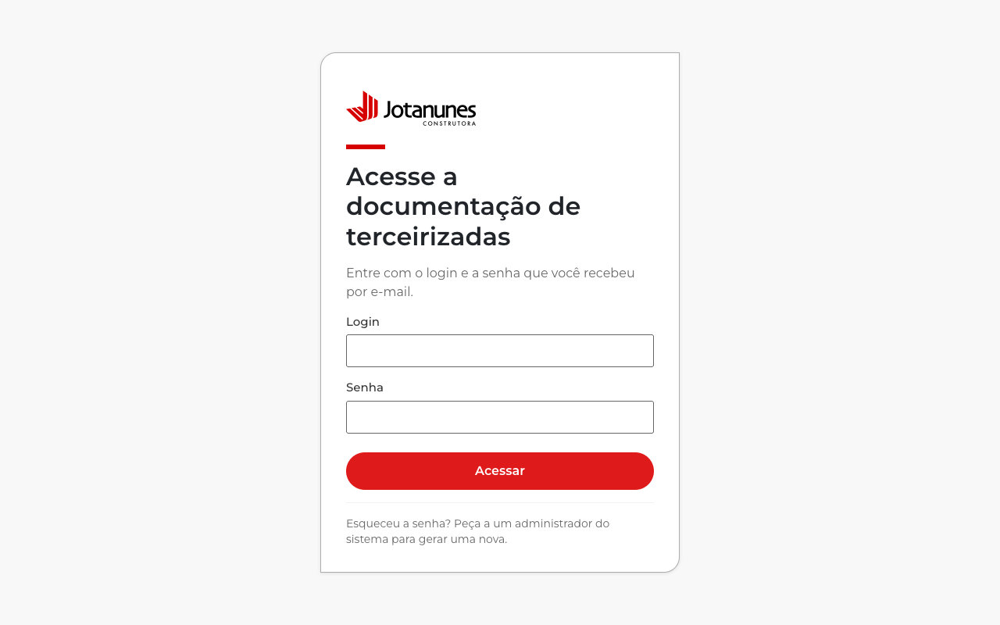 Jotanunes
CONSTRUTORA
Acesse a
documentação de
terceirizadas
Entre com o login e a senha que você recebeu
por e-mail.
Login
Senha
Acessar
Esqueceu a senha? Peça a um administrador do
sistema para gerar uma nova.